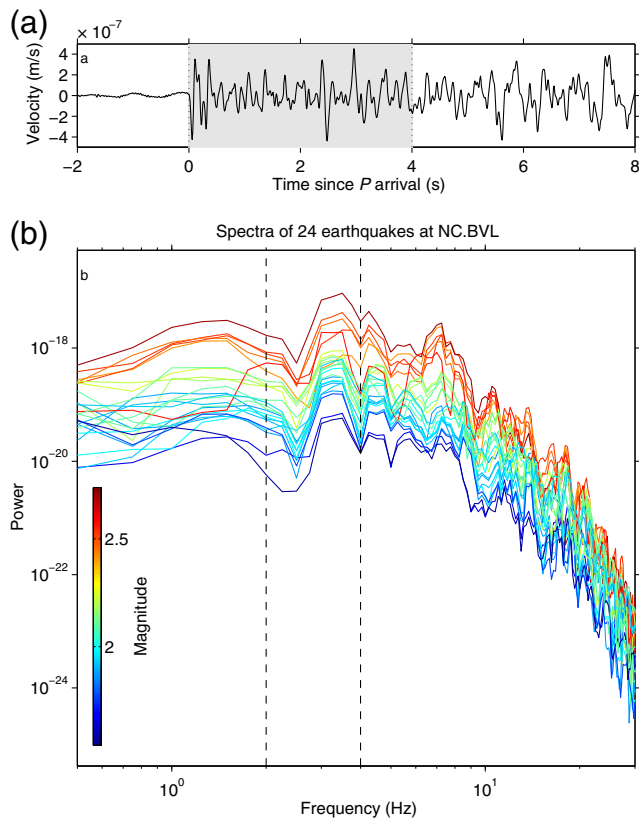 (a)
× 10⁻⁷
Velocity (m/s)
4
2
0
−2
−4
a
−2
0
2
4
6
8
Time since P arrival (s)
(b)
Spectra of 24 earthquakes at NC.BVL
b
Power
10⁻¹⁸
10⁻²⁰
10⁻²²
10⁻²⁴
2.5
2
Magnitude
10⁰
10¹
Frequency (Hz)